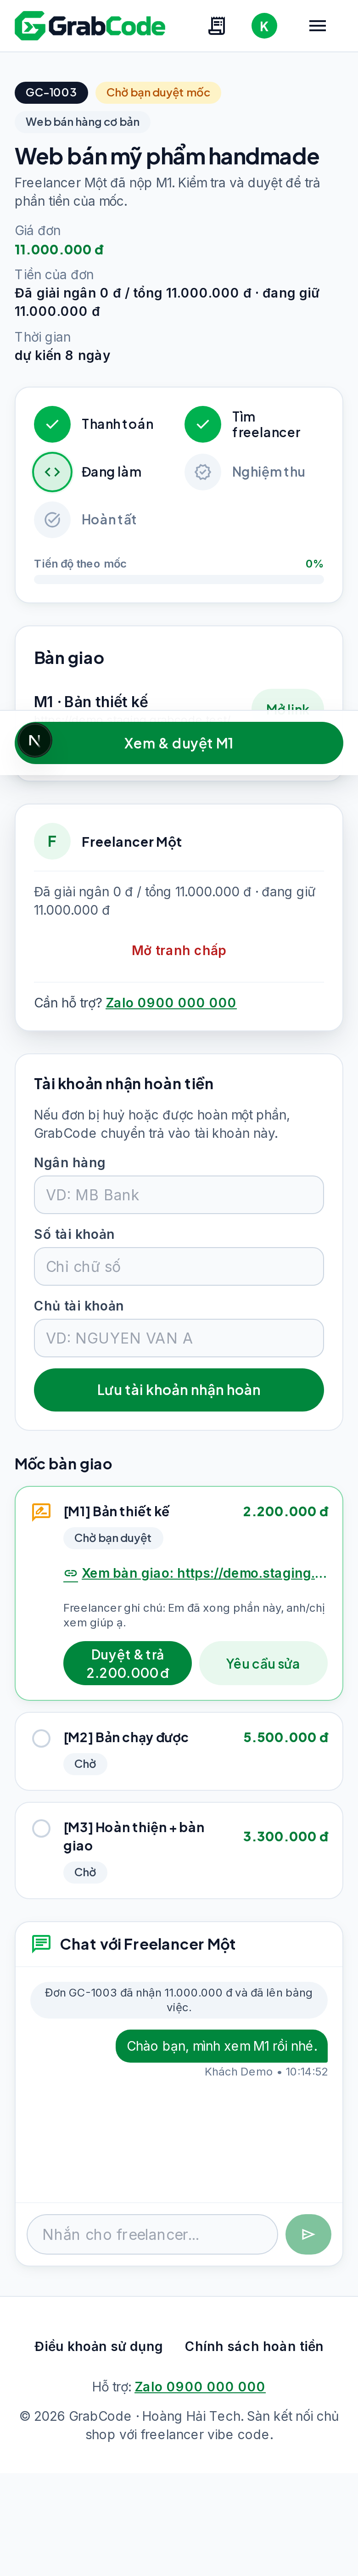 GrabCode
K
GC-1003
Chờ bạn duyệt mốc
Web bán hàng cơ bản
Web bán mỹ phẩm handmade
Freelancer Một đã nộp M1. Kiểm tra và duyệt để trả
phần tiền của mốc.
Giá đơn
11.000.000 đ
Tiền của đơn
Đã giải ngân 0 đ / tổng 11.000.000 đ · đang giữ
11.000.000 đ
Thời gian
dự kiến 8 ngày
Thanh toán
Tìm
freelancer
Đang làm
Nghiệm thu
Hoàn tất
Tiến độ theo mốc
0%
Bàn giao
M1 · Bản thiết kế
Mở link
N
Xem & duyệt M1
F
Freelancer Một
Đã giải ngân 0 đ / tổng 11.000.000 đ · đang giữ
11.000.000 đ
Mở tranh chấp
Cần hỗ trợ? Zalo 0900 000 000
Tài khoản nhận hoàn tiền
Nếu đơn bị huỷ hoặc được hoàn một phần,
GrabCode chuyển trả vào tài khoản này.
Ngân hàng
VD: MB Bank
Số tài khoản
Chỉ chữ số
Chủ tài khoản
VD: NGUYEN VAN A
Lưu tài khoản nhận hoàn
Mốc bàn giao
[M1] Bản thiết kế
2.200.000 đ
Chờ bạn duyệt
Xem bàn giao: https://demo.staging....
Freelancer ghi chú: Em đã xong phần này, anh/chị
xem giúp ạ.
Duyệt & trả
2.200.000 đ
Yêu cầu sửa
[M2] Bản chạy được
5.500.000 đ
Chờ
[M3] Hoàn thiện + bàn
giao
3.300.000 đ
Chờ
Chat với Freelancer Một
Đơn GC-1003 đã nhận 11.000.000 đ và đã lên bảng
việc.
Chào bạn, mình xem M1 rồi nhé.
Khách Demo • 10:14:52
Nhắn cho freelancer...
Điều khoản sử dụng
Chính sách hoàn tiền
Hỗ trợ: Zalo 0900 000 000
© 2026 GrabCode · Hoàng Hải Tech. Sàn kết nối chủ
shop với freelancer vibe code.